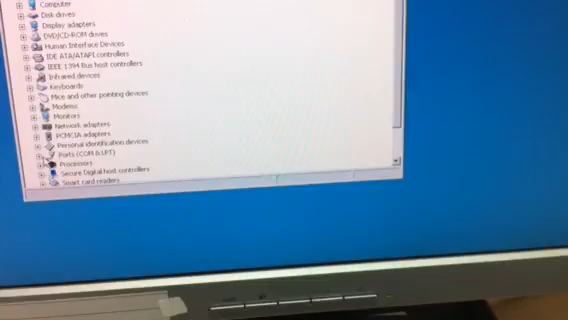 Computer
Disk drives
Display adapters
DVD/CD-ROM drives
Human Interface Devices
IDE ATA/ATAPI controllers
IEEE 1394 Bus host controllers
Infrared devices
Keyboards
Mice and other pointing devices
Modems
Monitors
Network adapters
PCMCIA adapters
Personal identification devices
Ports (COM & LPT)
Processors
Secure Digital host controllers
Smart card readers